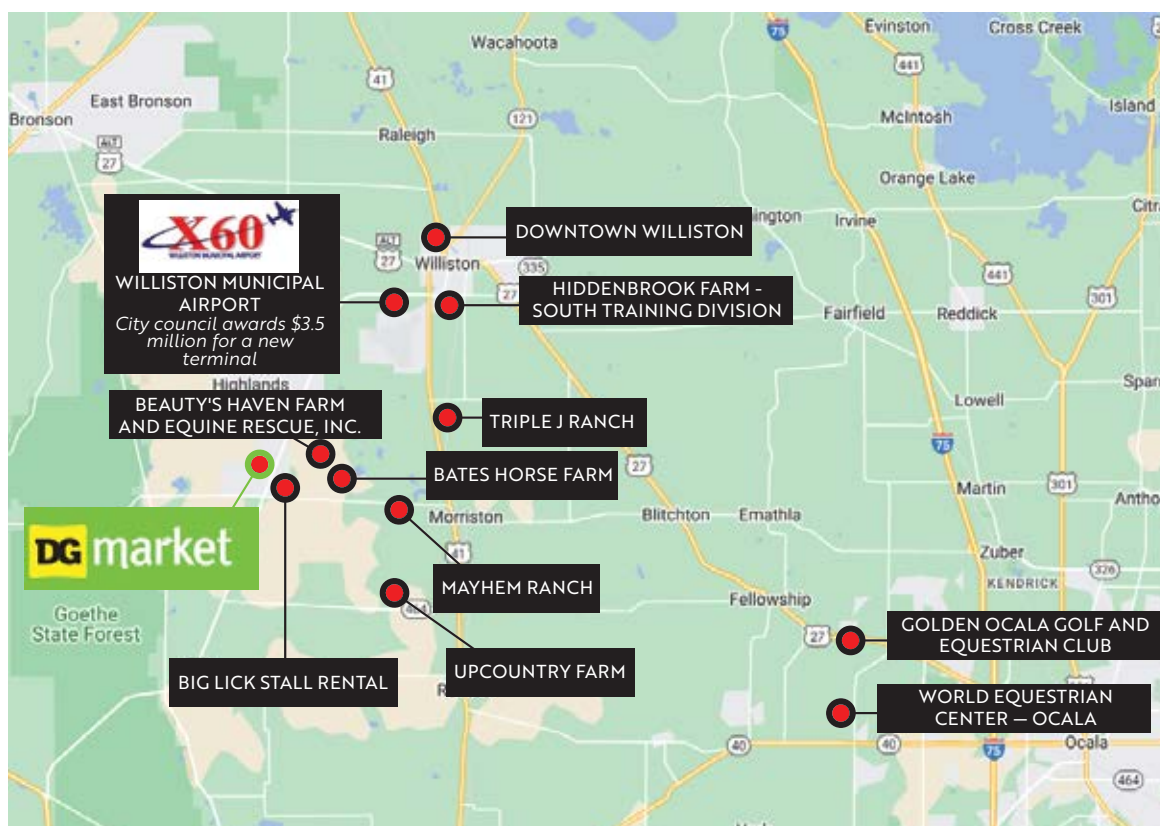 Wacahoota
75
Evinston
Cross Creek
441
41
East Bronson
Bronson
Island
121
McIntosh
ALT
27
Raleigh
Orange Lake
X60
WILLISTON MUNICIPAL AIRPORT
WILLISTON MUNICIPAL
AIRPORT
City council awards $3.5
million for a new
terminal
DOWNTOWN WILLISTON
ington
Irvine
Citra
ALT
27
Williston
335
441
27
301
HIDDENBROOK FARM –
SOUTH TRAINING DIVISION
Fairfield
Reddick
Highlands
Spar
BEAUTY'S HAVEN FARM
AND EQUINE RESCUE, INC.
Lowell
TRIPLE J RANCH
75
27
BATES HORSE FARM
301
Martin
Antho
Morriston
Blitchton
Emathla
DG market
41
Zuber
326
MAYHEM RANCH
KENDRICK
Fellowship
464
Goethe
State Forest
27
GOLDEN OCALA GOLF AND
EQUESTRIAN CLUB
BIG LICK STALL RENTAL
UPCOUNTRY FARM
R
WORLD EQUESTRIAN
CENTER — OCALA
40
40
75
Ocala
464